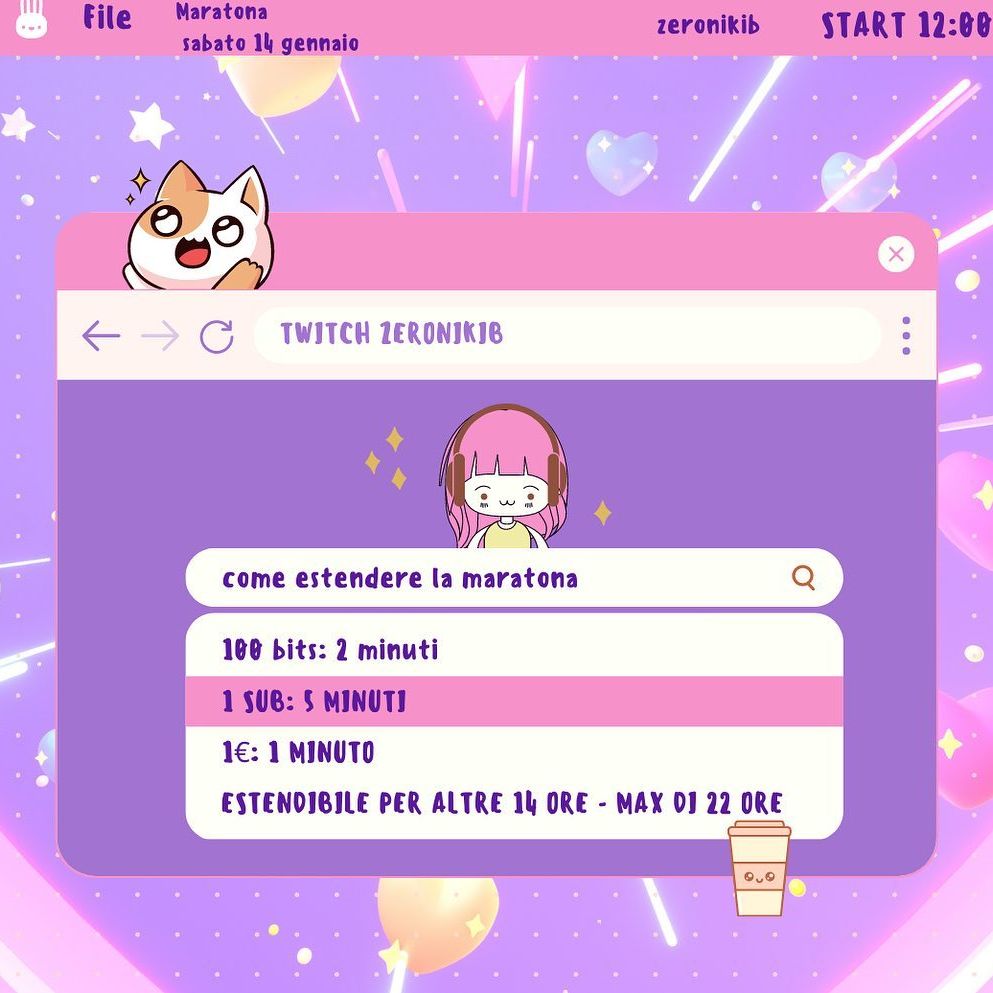 File
Maratona
sabato 14 gennaio
zeronikib
START 12:00
TWITCH ZERONIKIB
come estendere la maratona
100 bits: 2 minuti
1 SUB: 5 MINUTI
1€: 1 MINUTO
ESTENDIBILE PER ALTRE 14 ORE - MAX DI 22 ORE